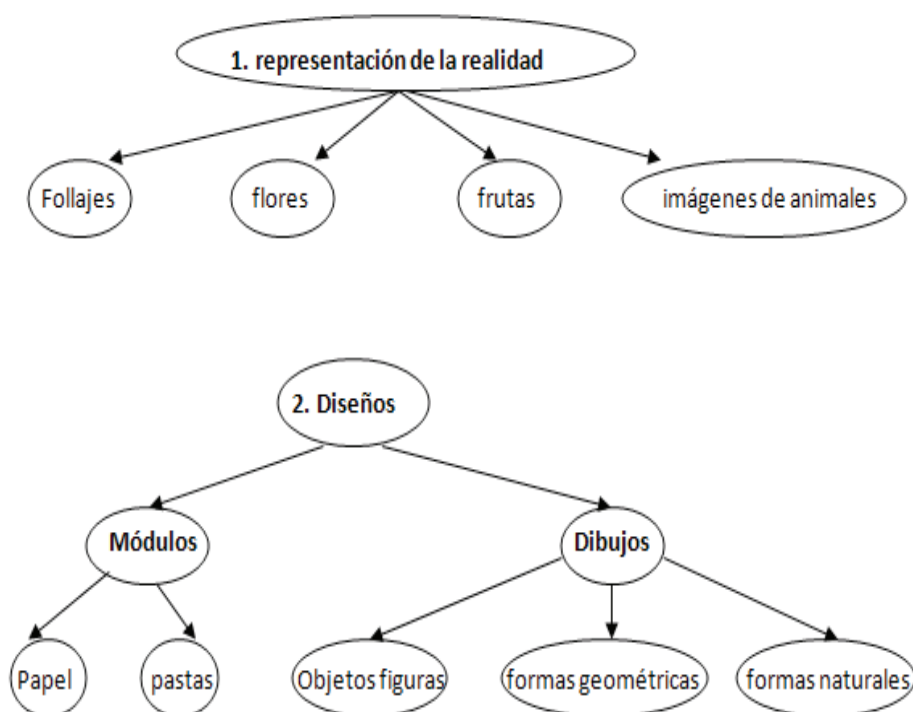 1. representación de la realidad
Follajes
flores
frutas
imágenes de animales
2. Diseños
Módulos
Dibujos
Papel
pastas
Objetos figuras
formas geométricas
formas naturales